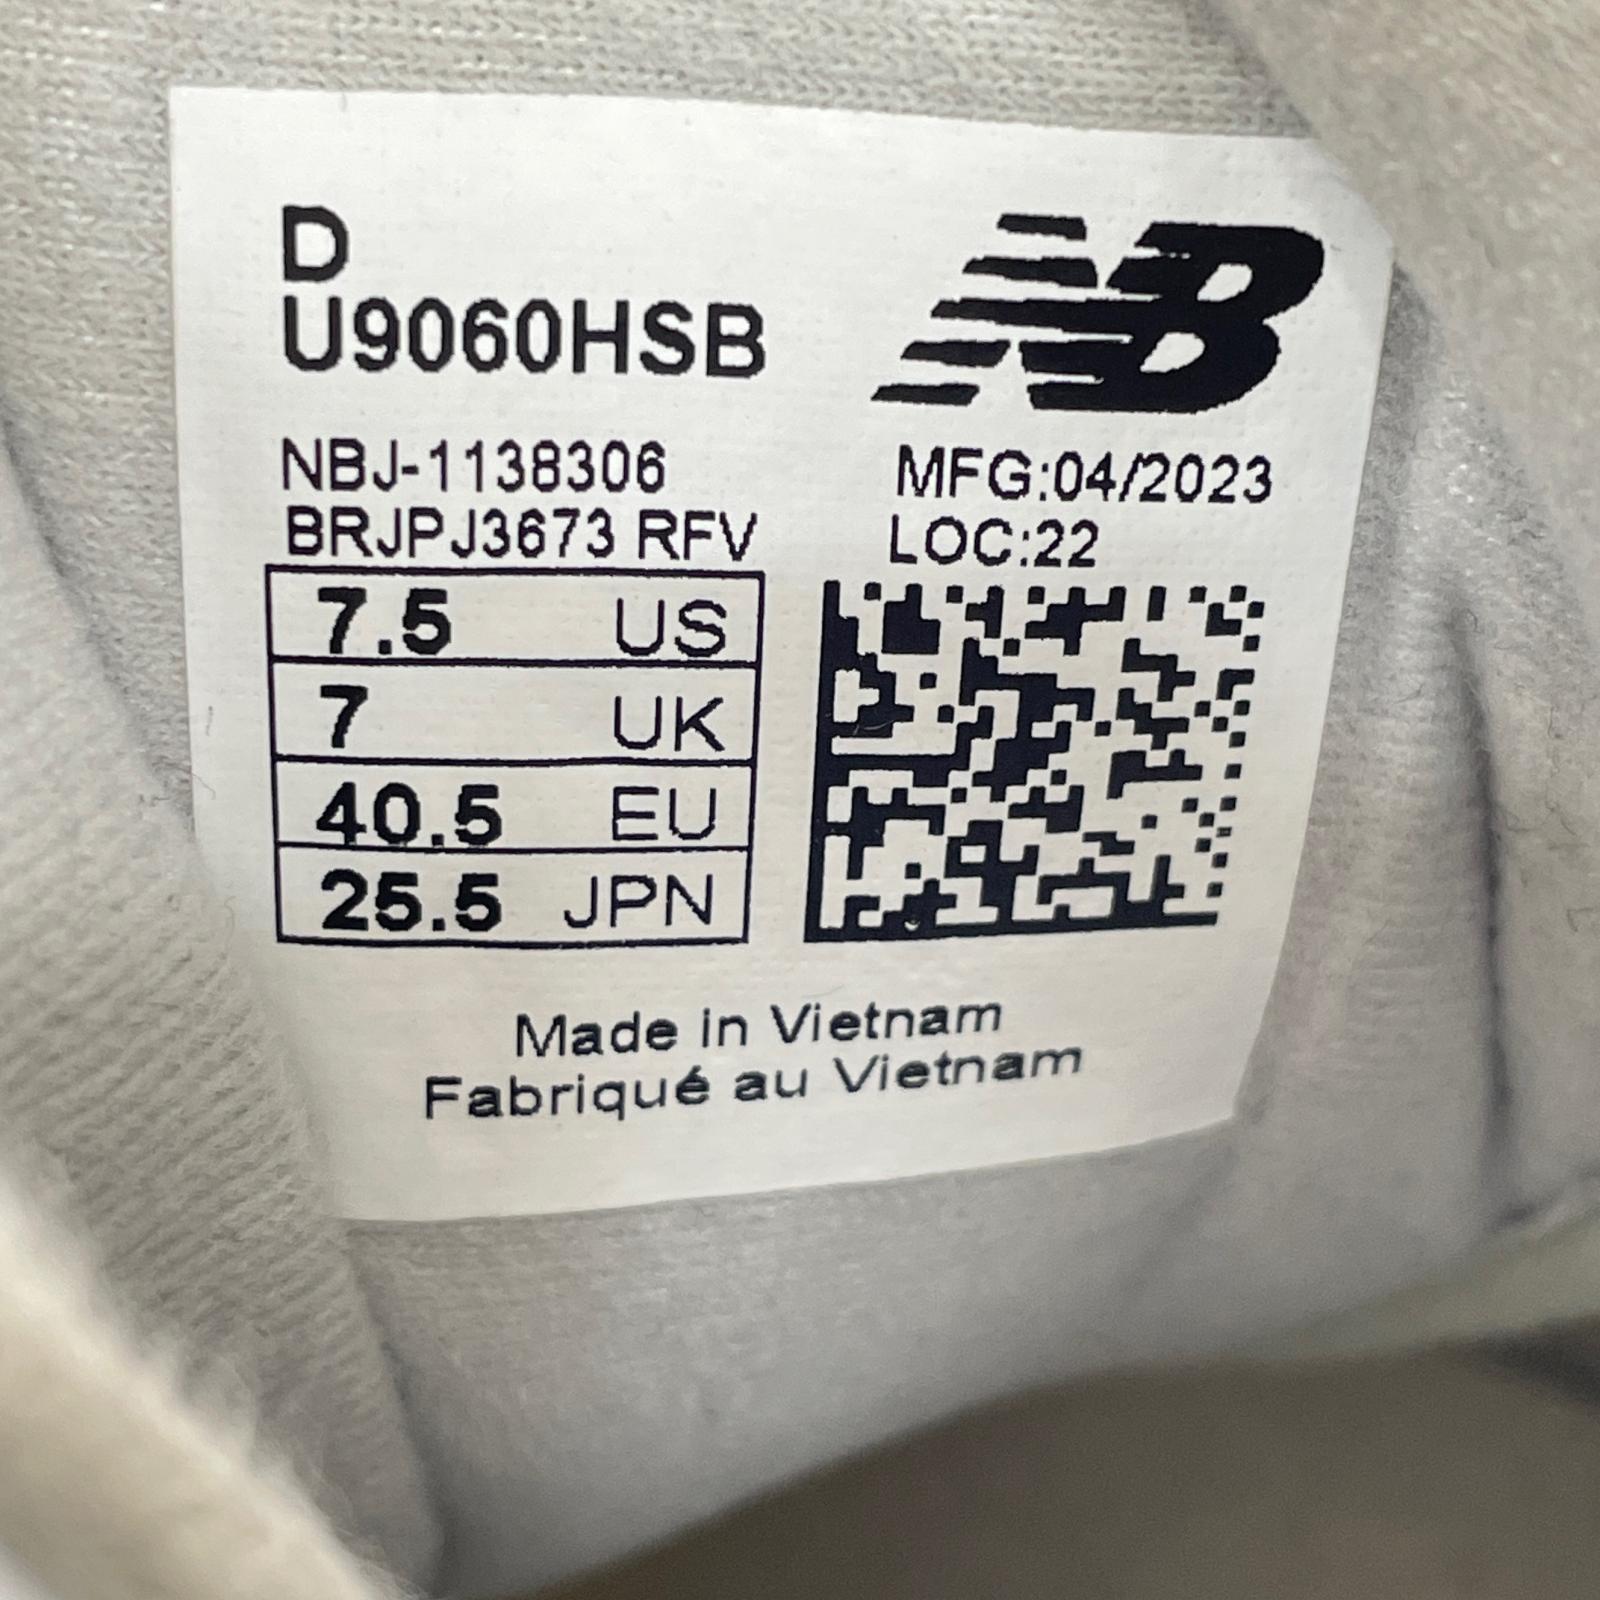 D
U9060HSB
NB
NBJ-1138306
MFG:04/2023
BRJPJ3673 RFV
LOC:22
7.5 US
7 UK
40.5 EU
25.5 JPN
Made in Vietnam
Fabriqué au Vietnam